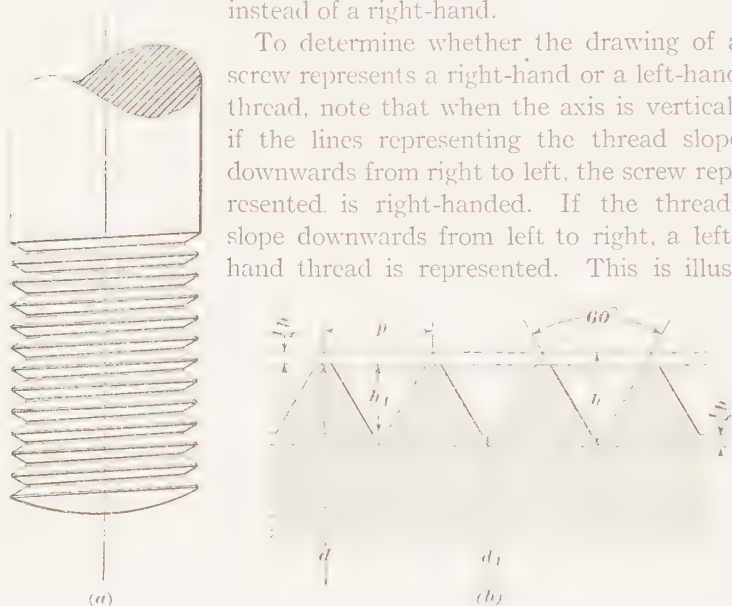 instead of a right-hand.
To determine whether the drawing of a
screw represents a right-hand or a left-hand
thread, note that when the axis is vertical
if the lines representing the thread slope
downwards from right to left, the screw rep
resented. is right-handed. If the thread
slope downwards from left to right, a left
hand thread is represented. This is illus
p
60°
h1
h
d
d1
(a)
(b)